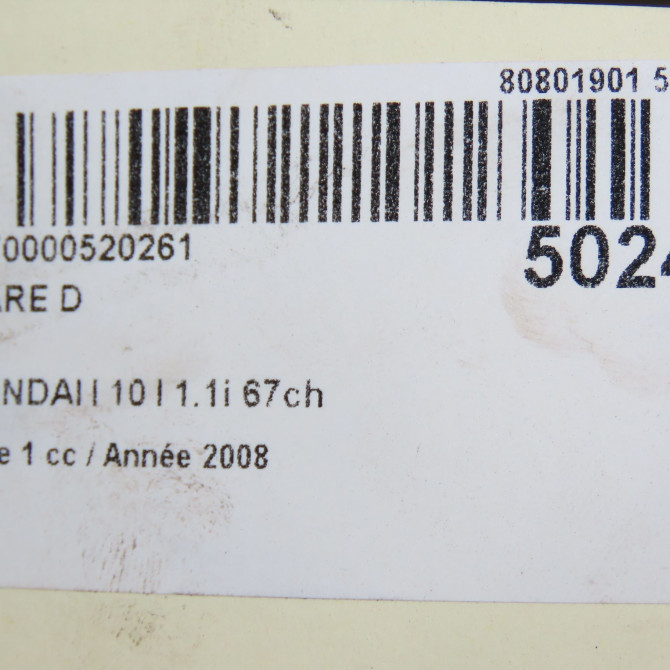 80801901 5
0000520261
5024
ARE D
NDAI I 10 I 1.1i 67ch
e 1 cc / Année 2008